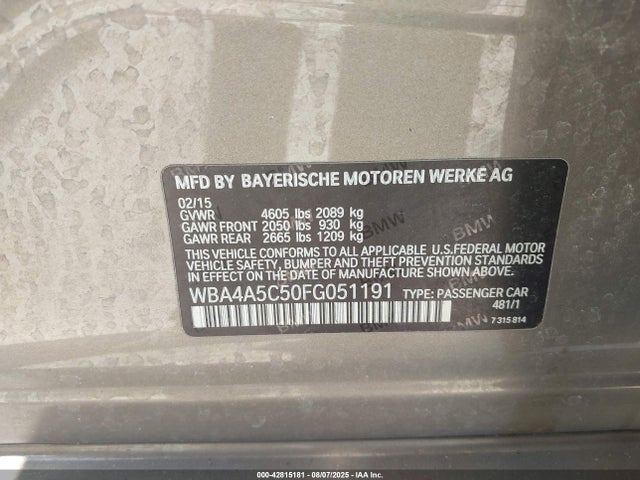 MFD BY BAYERISCHE MOTOREN WERKE AG
02/15
GVWR 4605 lbs 2089 kg
GAWR FRONT 2050 lbs 930 kg
GAWR REAR 2665 lbs 1209 kg
THIS VEHICLE CONFORMS TO ALL APPLICABLE U.S.FEDERAL MOTOR
VEHICLE SAFETY, BUMPER AND THEFT PREVENTION STANDARDS
IN EFFECT ON THE DATE OF MANUFACTURE SHOWN ABOVE.
WBA4A5C50FG051191 TYPE: PASSENGER CAR
481/1
7 315 814
000-42815181 - 08/07/2025 - IAA Inc.